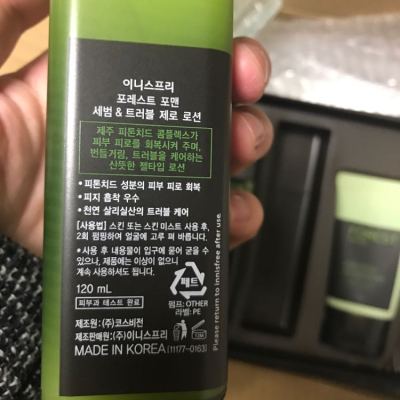 이니스프리
포레스트 포맨
세범 & 트러블 제로 로션
제주 피톤치드 콤플렉스가
피부 피로를 회복시켜 주며,
번들거림, 트러블을 케어하는
산뜻한 젤타입 로션
• 피톤치드 성분의 피부 피로 회복
• 피지 흡착 우수
• 천연 살리실산의 트러블 케어
[사용법] 스킨 또는 스킨 미스트 사용 후,
2회 펌핑하여 얼굴에 고루 펴 바릅니다.
• 사용 후 내용물이 입구에 묻어 굳을 수
있으나, 제품에는 이상이 없으니
계속 사용하셔도 됩니다.
120 mL
피부과 테스트 완료
페트
펌프: OTHER
라벨: PE
제조원 : (주)코스비전
제조판매원 : (주)이니스프리
MADE IN KOREA (1177-0163)
Please return to innisfree after use.